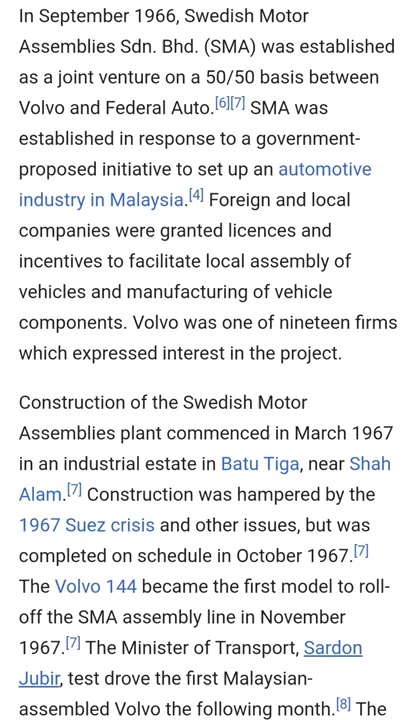 In September 1966, Swedish Motor
Assemblies Sdn. Bhd. (SMA) was established
as a joint venture on a 50/50 basis between
Volvo and Federal Auto.[6][7] SMA was
established in response to a government-
proposed initiative to set up an automotive
industry in Malaysia.[4] Foreign and local
companies were granted licences and
incentives to facilitate local assembly of
vehicles and manufacturing of vehicle
components. Volvo was one of nineteen firms
which expressed interest in the project.
Construction of the Swedish Motor
Assemblies plant commenced in March 1967
in an industrial estate in Batu Tiga, near Shah
Alam.[7] Construction was hampered by the
1967 Suez crisis and other issues, but was
completed on schedule in October 1967.[7]
The Volvo 144 became the first model to roll-
off the SMA assembly line in November
1967.[7] The Minister of Transport, Sardon
Jubir, test drove the first Malaysian-
assembled Volvo the following month.[8] The